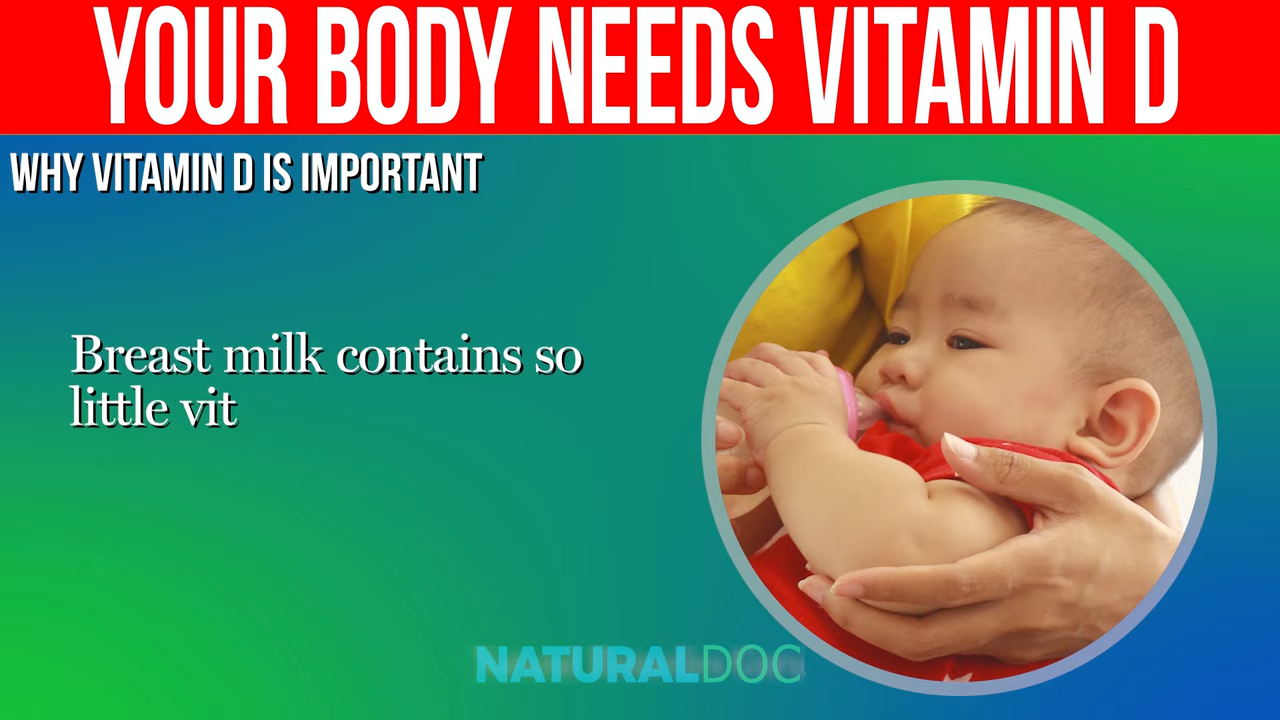 YOUR BODY NEEDS VITAMIN D
WHY VITAMIN D IS IMPORTANT
Breast milk contains so
little vit
NATURALDOC